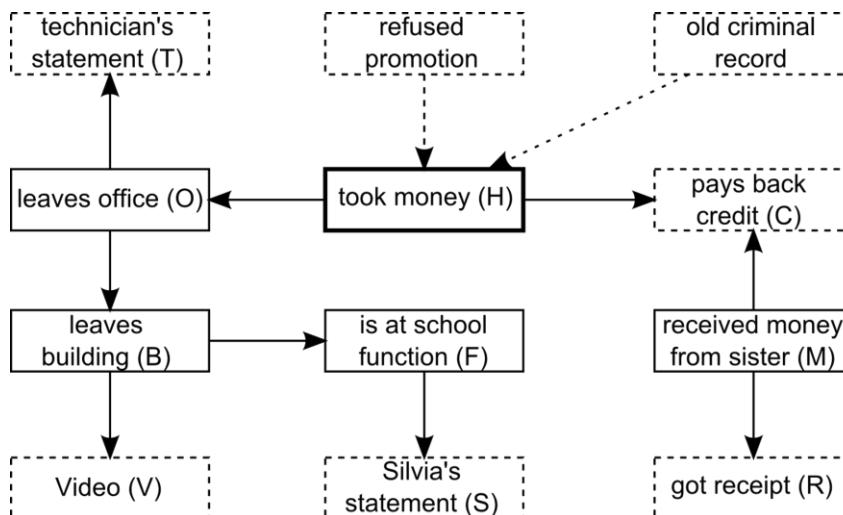 technician's
statement (T)
refused
promotion
old criminal
record
leaves office (O)
took money (H)
pays back
credit (C)
leaves
building (B)
is at school
function (F)
received money
from sister (M)
Video (V)
Silvia's
statement (S)
got receipt (R)